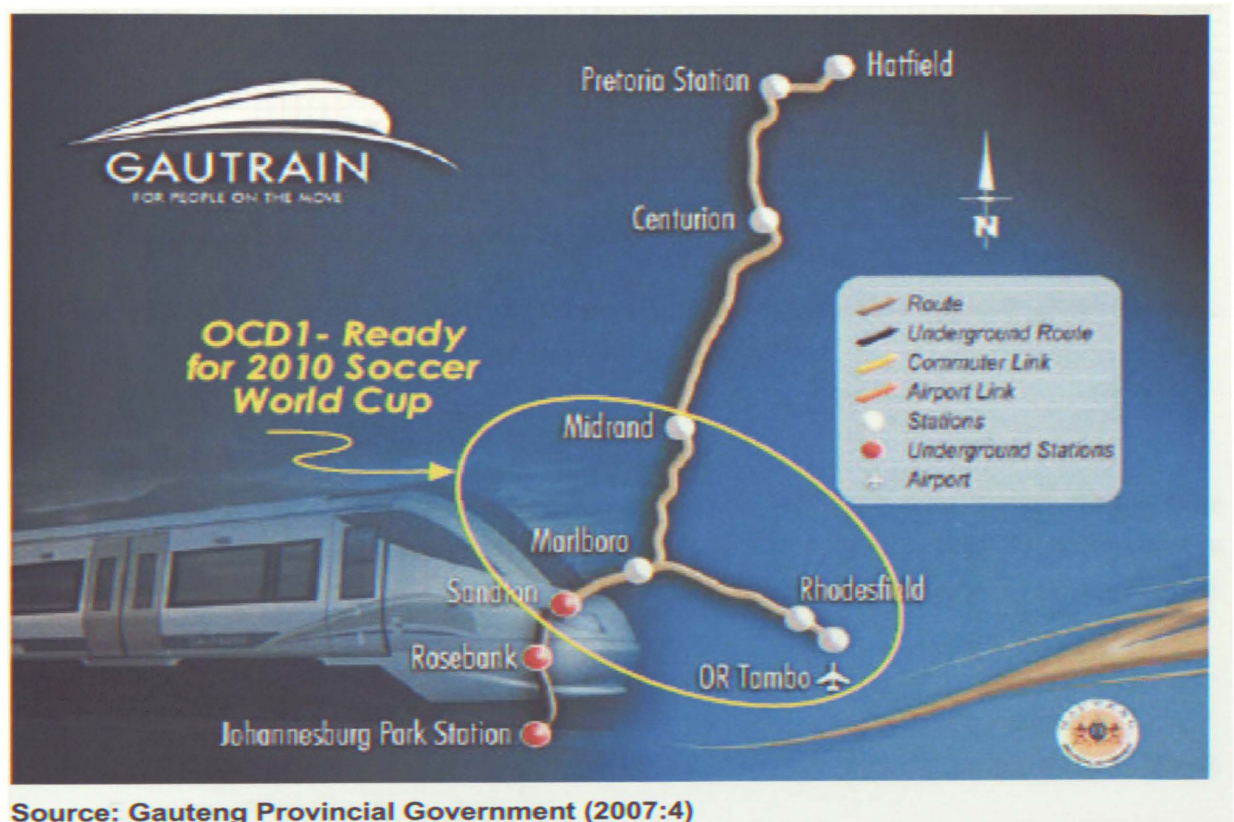 Hatfield
Pretoria Station
GAUTRAIN
FOR PEOPLE ON THE MOVE
Centurion
N
Route
Underground Route
Commuter Link
Airport Link
Stations
Underground Stations
Airport
OCD1- Ready
for 2010 Soccer
World Cup
Midrand
Marlboro
Sandton
Rhodesfield
Rosebank
OR Tambo
Johannesburg Park Station
Source: Gauteng Provincial Government (2007:4)